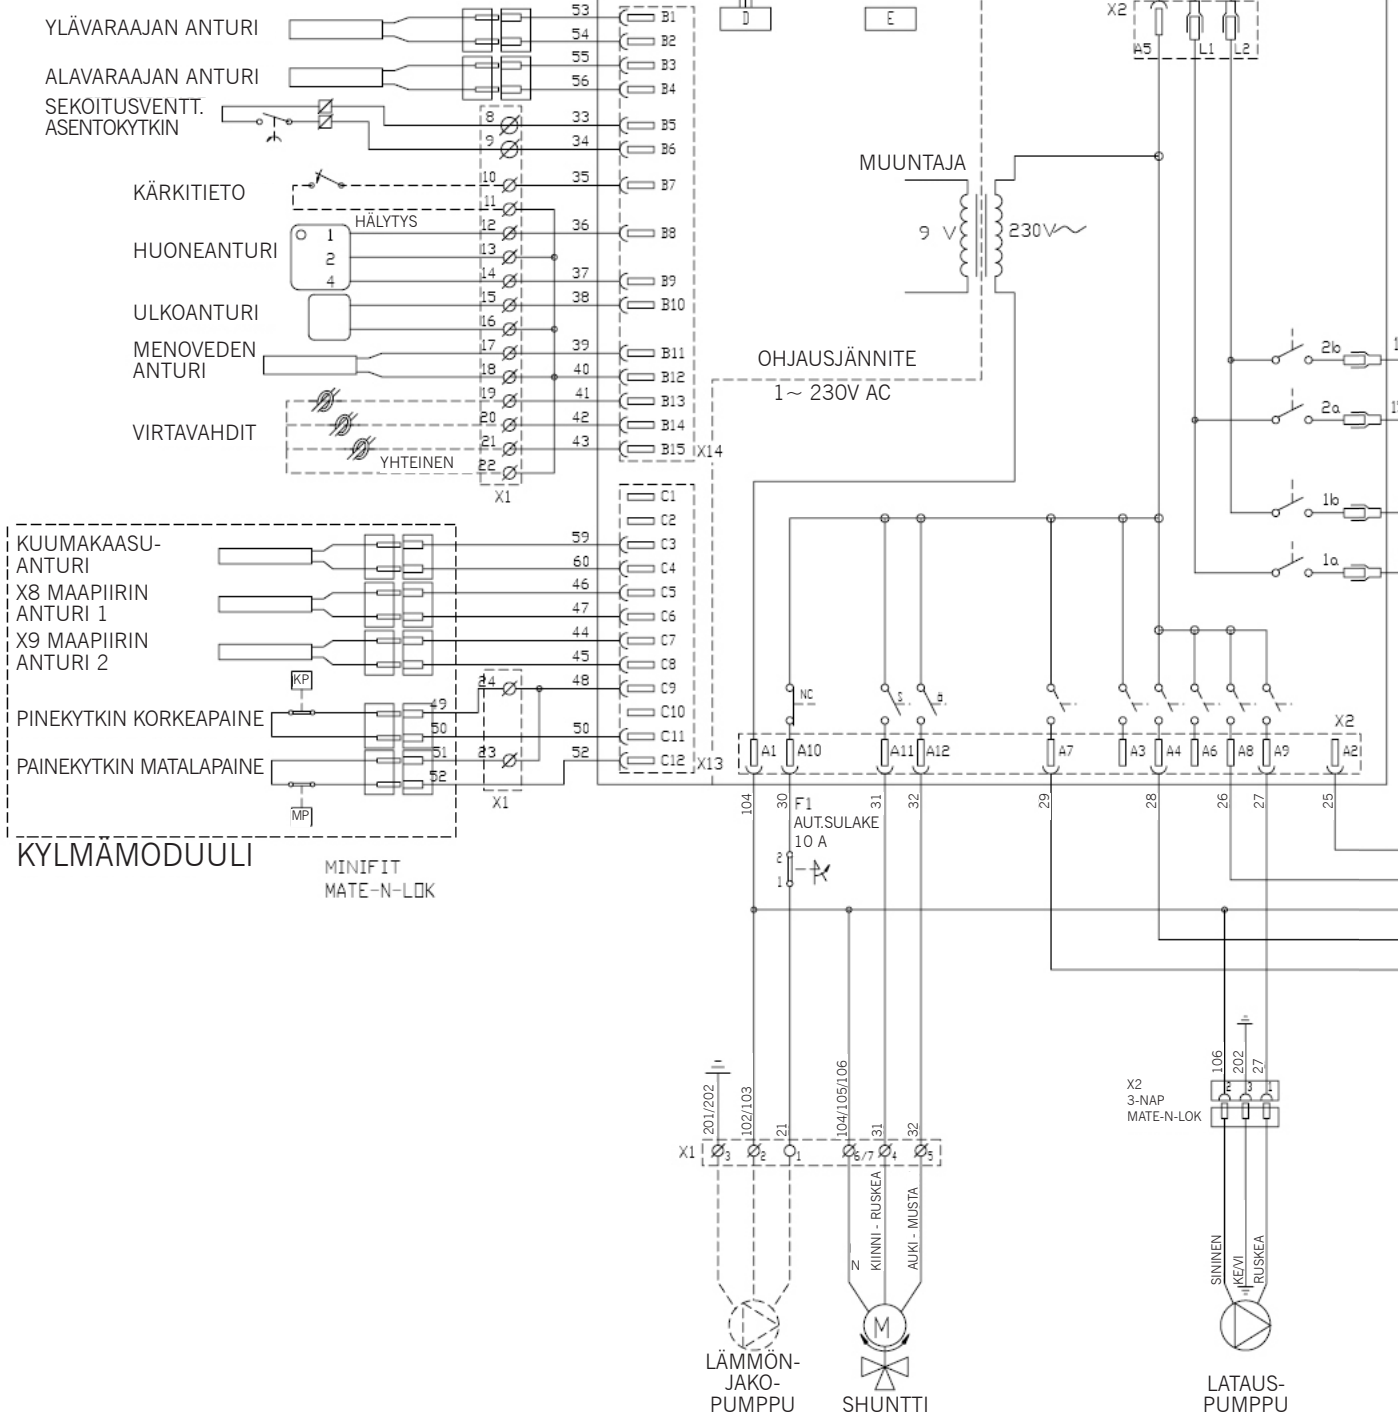 YLÄVARAAJAN ANTURI
53
54
B1
B2
D
E
X2
A5
L1
L2
ALAVARAAJAN ANTURI
55
56
B3
B4
SEKOITUSVENTT.
ASENTOKYTKIN
8
9
33
34
B5
B6
KÄRKITIETO
10
11
35
B7
HÄLYTYS
MUUNTAJA
9 V
230V
HUONEANTURI
1
2
4
12
13
14
36
37
B8
B9
ULKOANTURI
15
16
38
B10
MENOVEDEN
ANTURI
17
18
39
40
B11
B12
OHJAUSJÄNNITE
1~ 230V AC
2b
2a
1b
1a
VIRTAVAHDIT
19
20
21
22
41
42
43
B13
B14
B15
X14
YHTEINEN
X1
C1
C2
KUUMAKAASU-
ANTURI
59
60
C3
C4
X8 MAAPIIRIN
ANTURI 1
46
47
C5
C6
X9 MAAPIIRIN
ANTURI 2
44
45
C7
C8
KP
24
48
C9
C10
PINEKYTKIN KORKEAPAINE
49
50
50
C11
PAINEKYTKIN MATALAPAINE
51
52
23
52
C12
X13
X1
MP
KYLMÄMODUULI
MINIFIT
MATE-N-LOK
NC
S
X2
A1
A10
A11
A12
A7
A3
A4
A6
A8
A9
A2
104
30
31
32
29
28
26
27
25
F1
AUT.SULAKE
10 A
2
1
201/202
102/103
21
104/105/106
31
32
X1
3
2
1
6/7
4
5
N
KIINNI - RUSKEA
AUKI - MUSTA
M
LÄMMÖN-
JAKO-
PUMPPU
SHUNTTI
106
202
27
X2
3-NAP
MATE-N-LOK
2
3
1
SININEN
KE/VI
RUSKEA
LATAUS-
PUMPPU